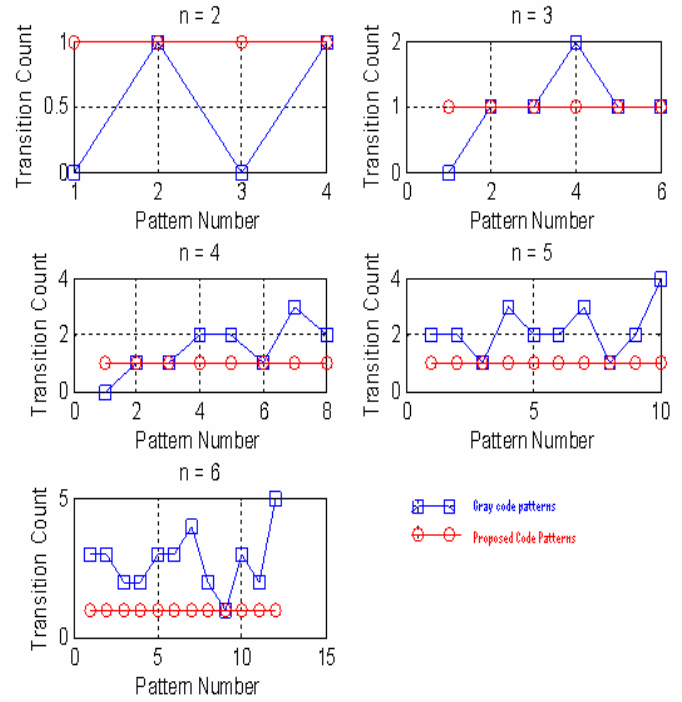 n = 2
Transition Count
1
0.5
0
1
2
3
4
Pattern Number
n = 3
Transition Count
2
1
0
0
2
4
6
Pattern Number
n = 4
Transition Count
4
2
0
0
2
4
6
8
Pattern Number
n = 5
Transition Count
4
2
0
0
5
10
Pattern Number
n = 6
Transition Count
5
0
0
5
10
15
Pattern Number
Gray code patterns
Proposed Code Patterns